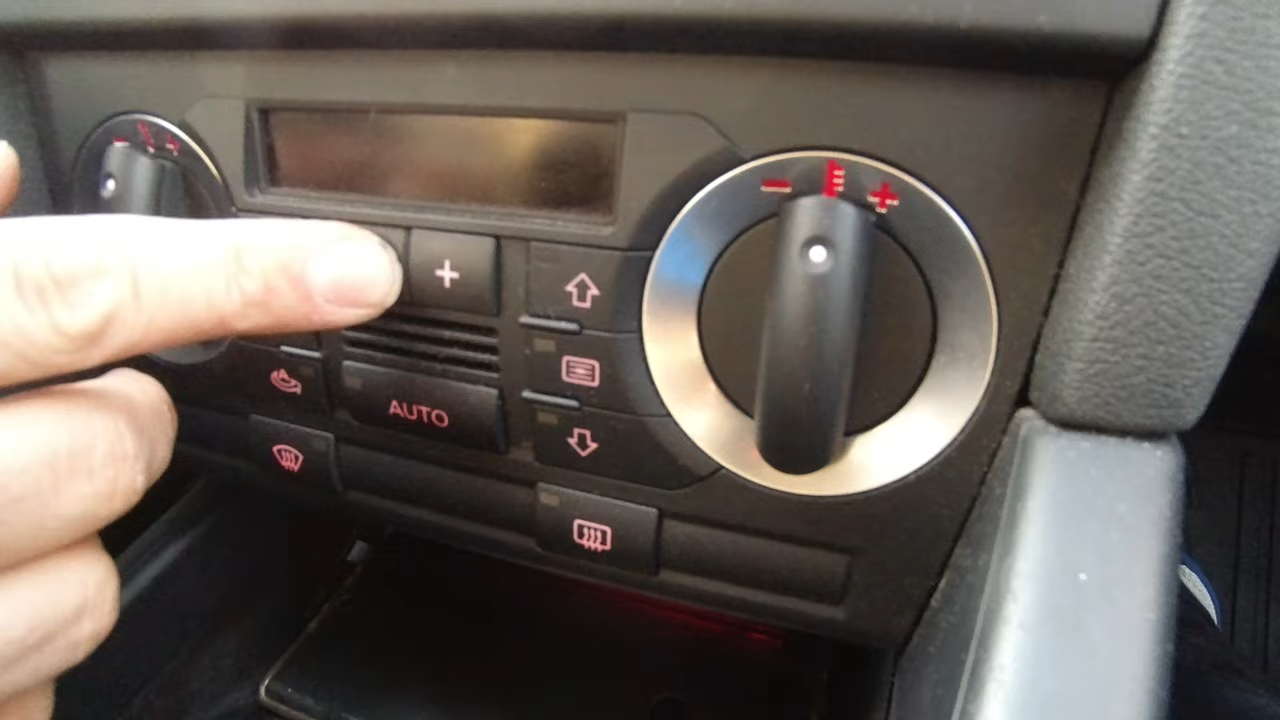 - +
- +
+
AUTO